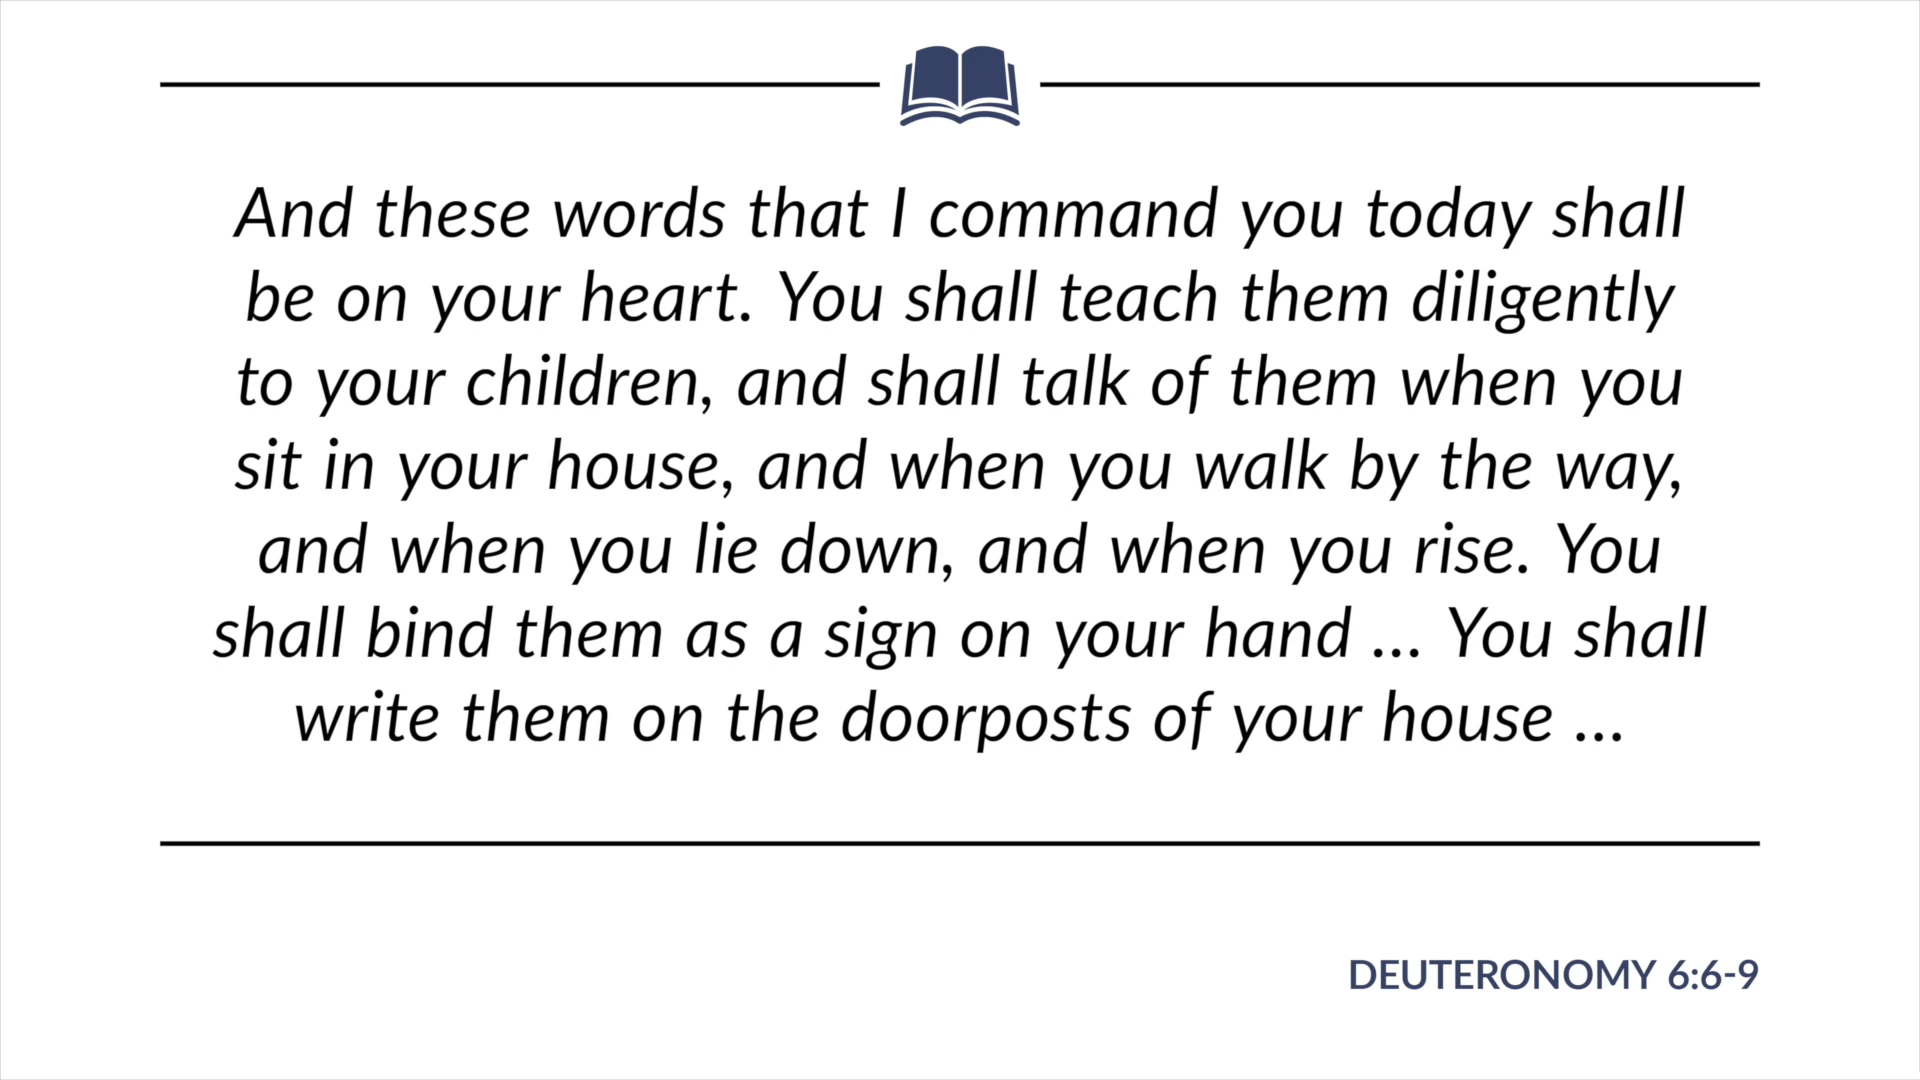 And these words that I command you today shall
be on your heart. You shall teach them diligently
to your children, and shall talk of them when you
sit in your house, and when you walk by the way,
and when you lie down, and when you rise. You
shall bind them as a sign on your hand ... You shall
write them on the doorposts of your house ...
DEUTERONOMY 6:6-9